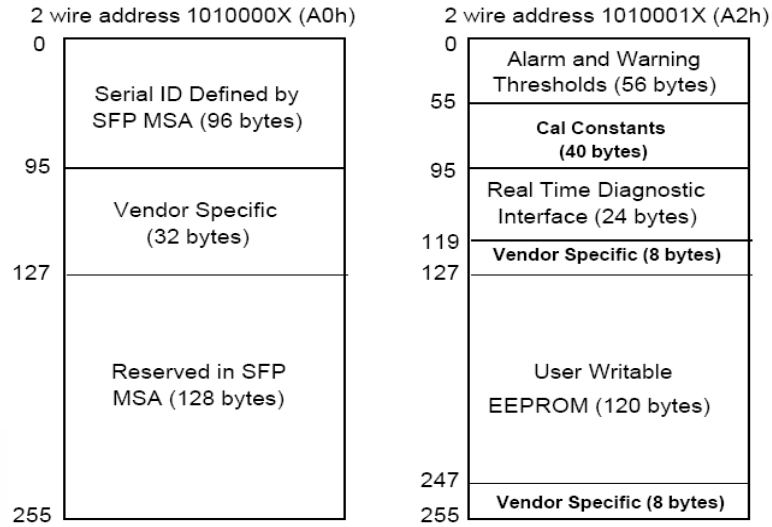 2 wire address 1010000X (A0h)
0
Serial ID Defined by
SFP MSA (96 bytes)
95
Vendor Specific
(32 bytes)
127
Reserved in SFP
MSA (128 bytes)
255
2 wire address 1010001X (A2h)
0
Alarm and Warning
Thresholds (56 bytes)
55
Cal Constants
(40 bytes)
95
Real Time Diagnostic
Interface (24 bytes)
119
Vendor Specific (8 bytes)
127
User Writable
EEPROM (120 bytes)
247
Vendor Specific (8 bytes)
255